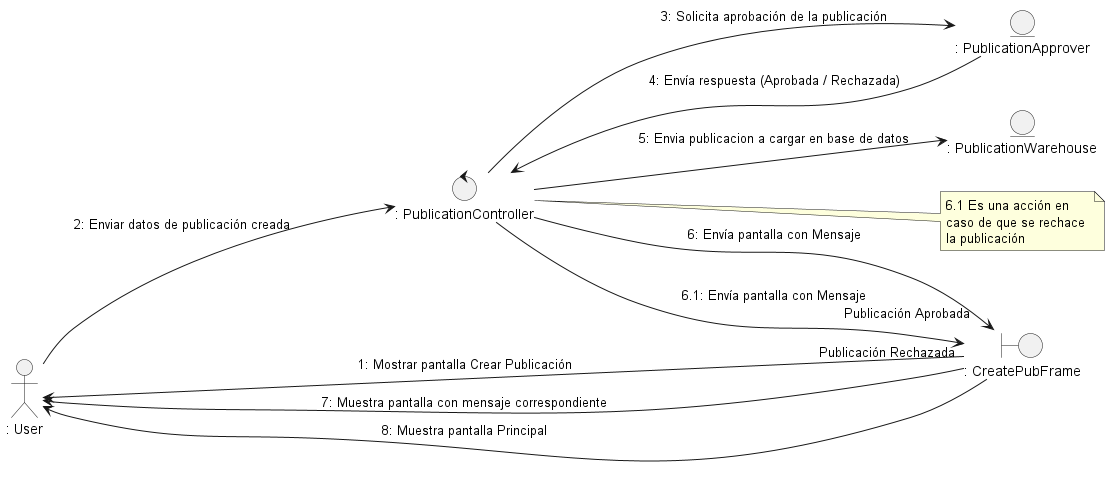 3: Solicita aprobación de la publicación
: PublicationApprover
4: Envía respuesta (Aprobada / Rechazada)
5: Envia publicacion a cargar en base de datos
: PublicationWarehouse
: PublicationController
2: Enviar datos de publicación creada
6.1 Es una acción en
caso de que se rechace
la publicación
6: Envía pantalla con Mensaje
6.1: Envía pantalla con Mensaje
Publicación Aprobada
Publicación Rechazada
1: Mostrar pantalla Crear Publicación
: CreatePubFrame
7: Muestra pantalla con mensaje correspondiente
: User
8: Muestra pantalla Principal